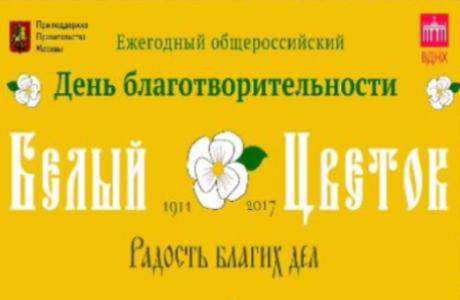 При поддержке
Правительства
Москвы
ВДНХ
Ежегодный общероссийский
День благотворительности
Белый Цветок
1911 2017
Радость благих дел